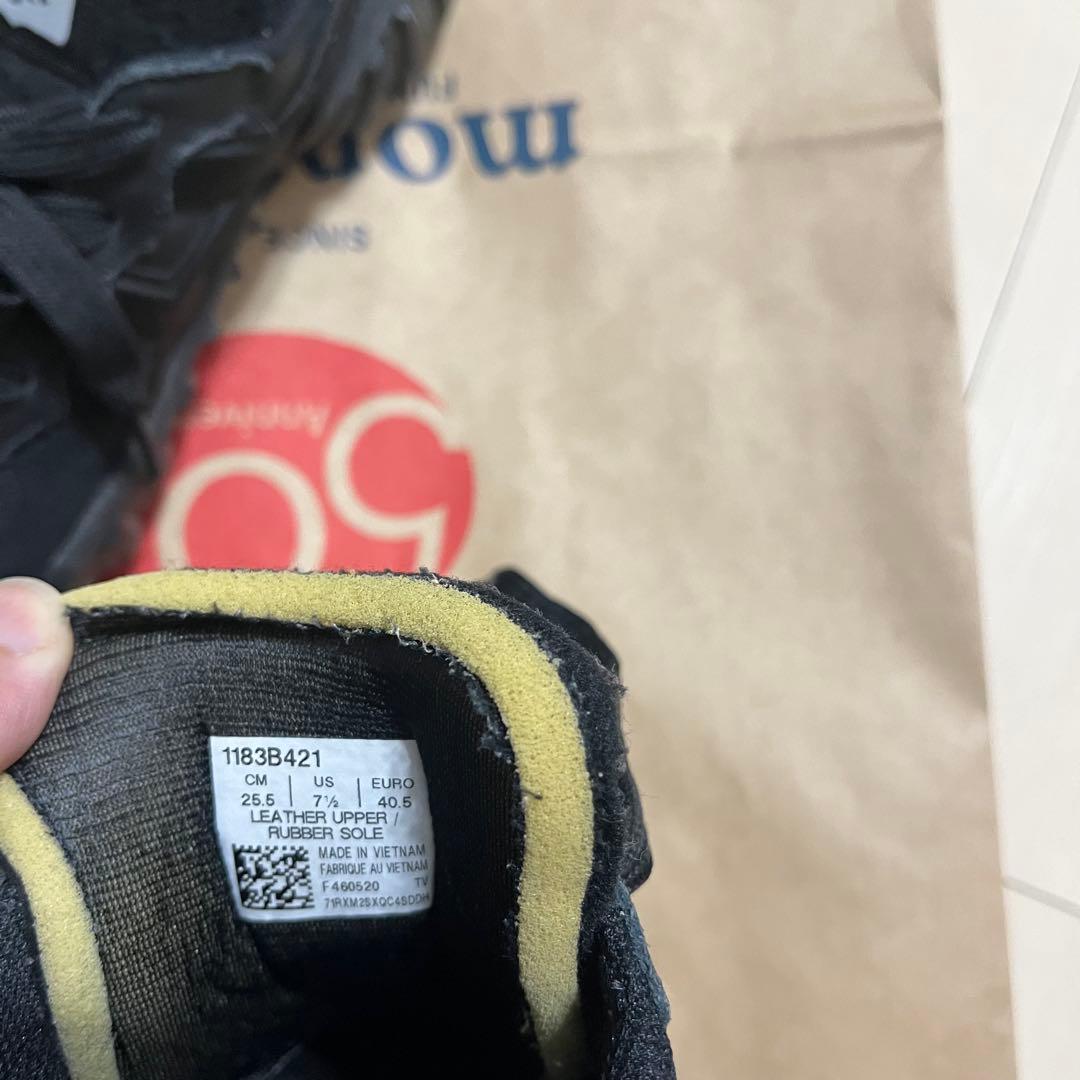 50
1183B421
CM | US | EURO
25.5 | 7½ | 40.5
LEATHER UPPER /
RUBBER SOLE
MADE IN VIETNAM
FABRIQUE AU VIETNAM
F460520 TV
71RXM2SXQC4SDDH